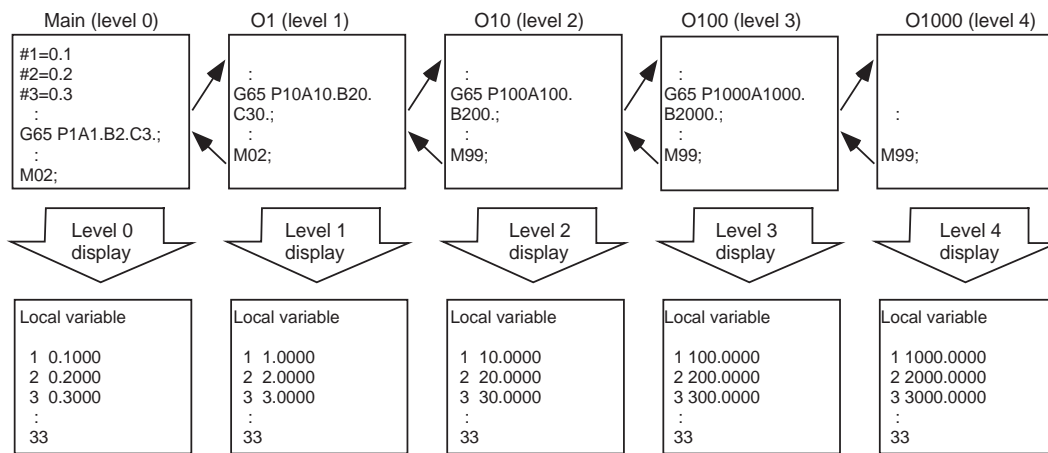 Main (level 0)
#1=0.1
#2=0.2
#3=0.3
:
G65 P1A1.B2.C3.;
:
M02;
O1 (level 1)
:
G65 P10A10.B20.
C30.;
:
M02;
O10 (level 2)
:
G65 P100A100.
B200.;
:
M99;
O100 (level 3)
:
G65 P1000A1000.
B2000.;
:
M99;
O1000 (level 4)
:
M99;
Level 0
display
Level 1
display
Level 2
display
Level 3
display
Level 4
display
Local variable
1 0.1000
2 0.2000
3 0.3000
:
33
Local variable
1 1.0000
2 2.0000
3 3.0000
:
33
Local variable
1 10.0000
2 20.0000
3 30.0000
:
33
Local variable
1 100.0000
2 200.0000
3 300.0000
:
33
Local variable
1 1000.0000
2 2000.0000
3 3000.0000
:
33